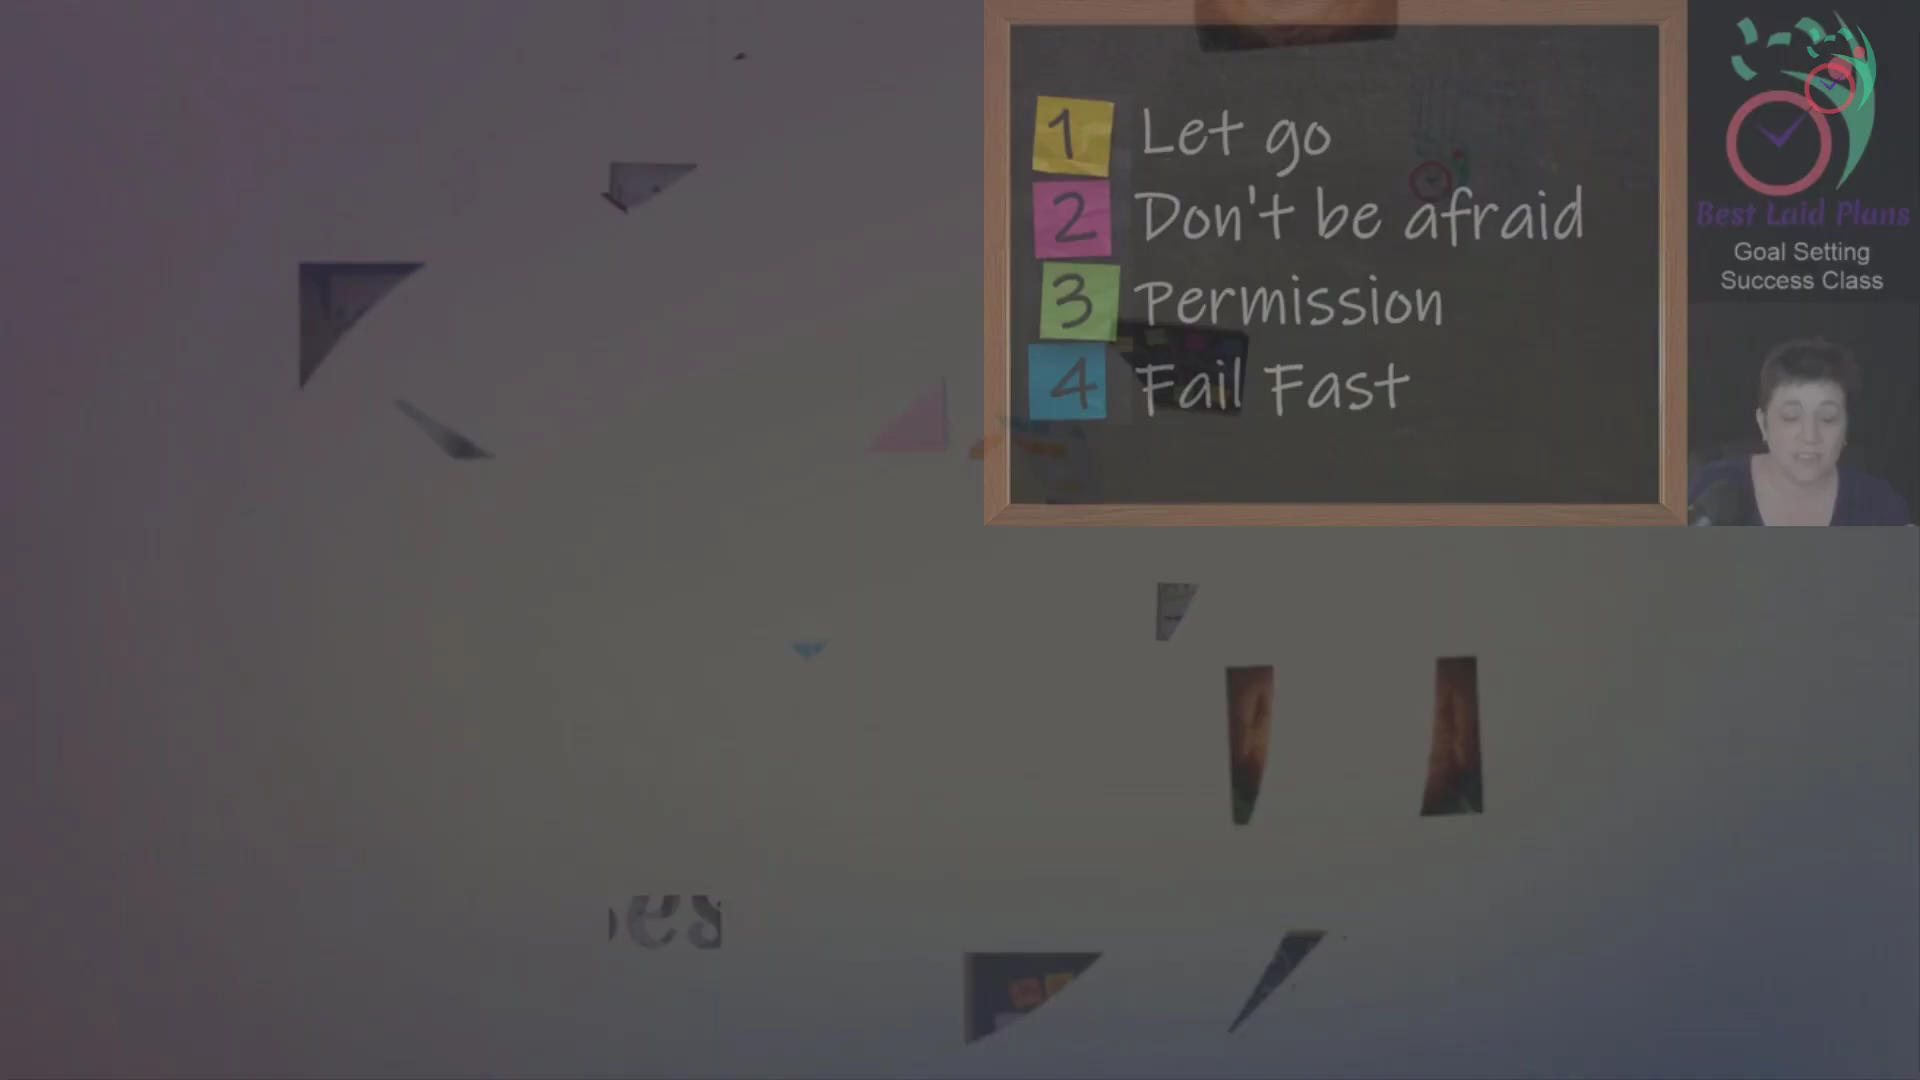 1 Let go
2 Don't be afraid
3 Permission
4 Fail Fast
Best Laid Plans
Goal Setting
Success Class
es